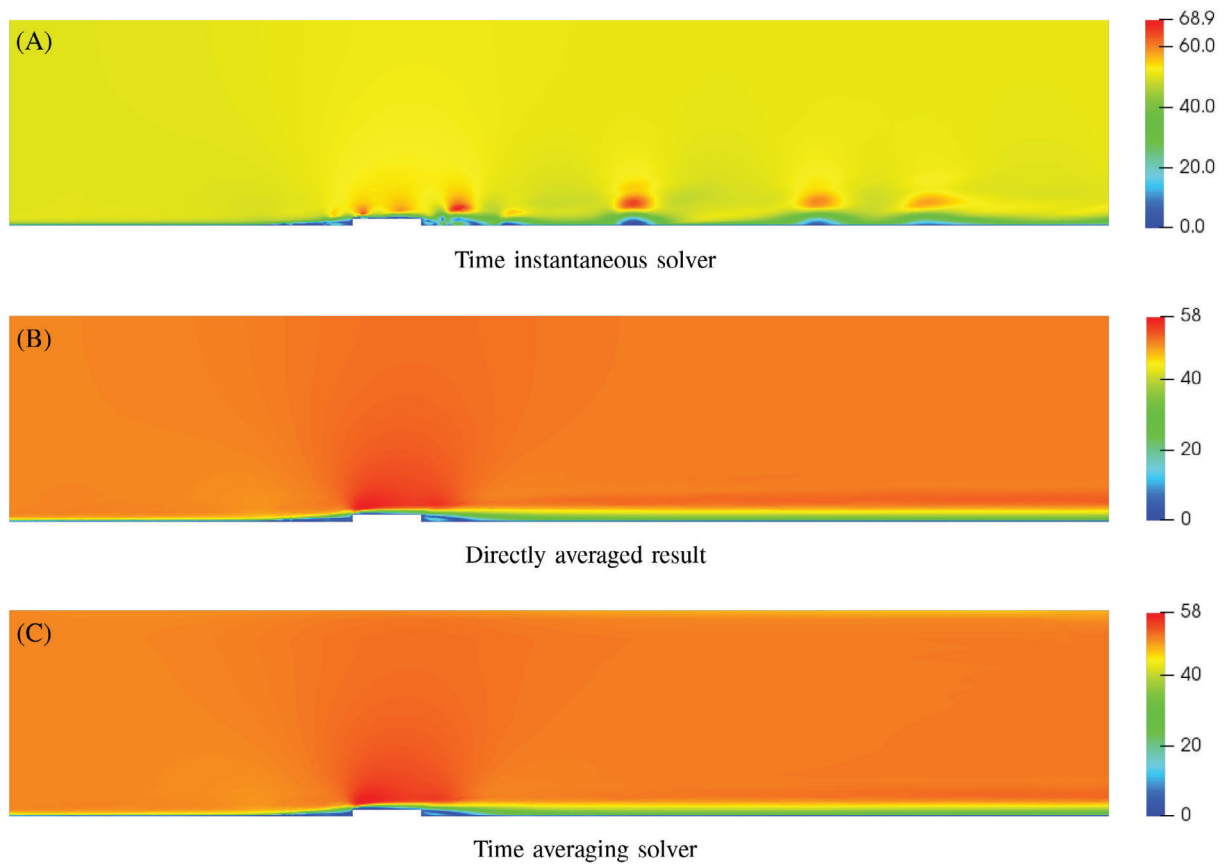 (A)
68.9
60.0
40.0
20.0
0.0
Time instantaneous solver
(B)
58
40
20
0
Directly averaged result
(C)
58
40
20
0
Time averaging solver